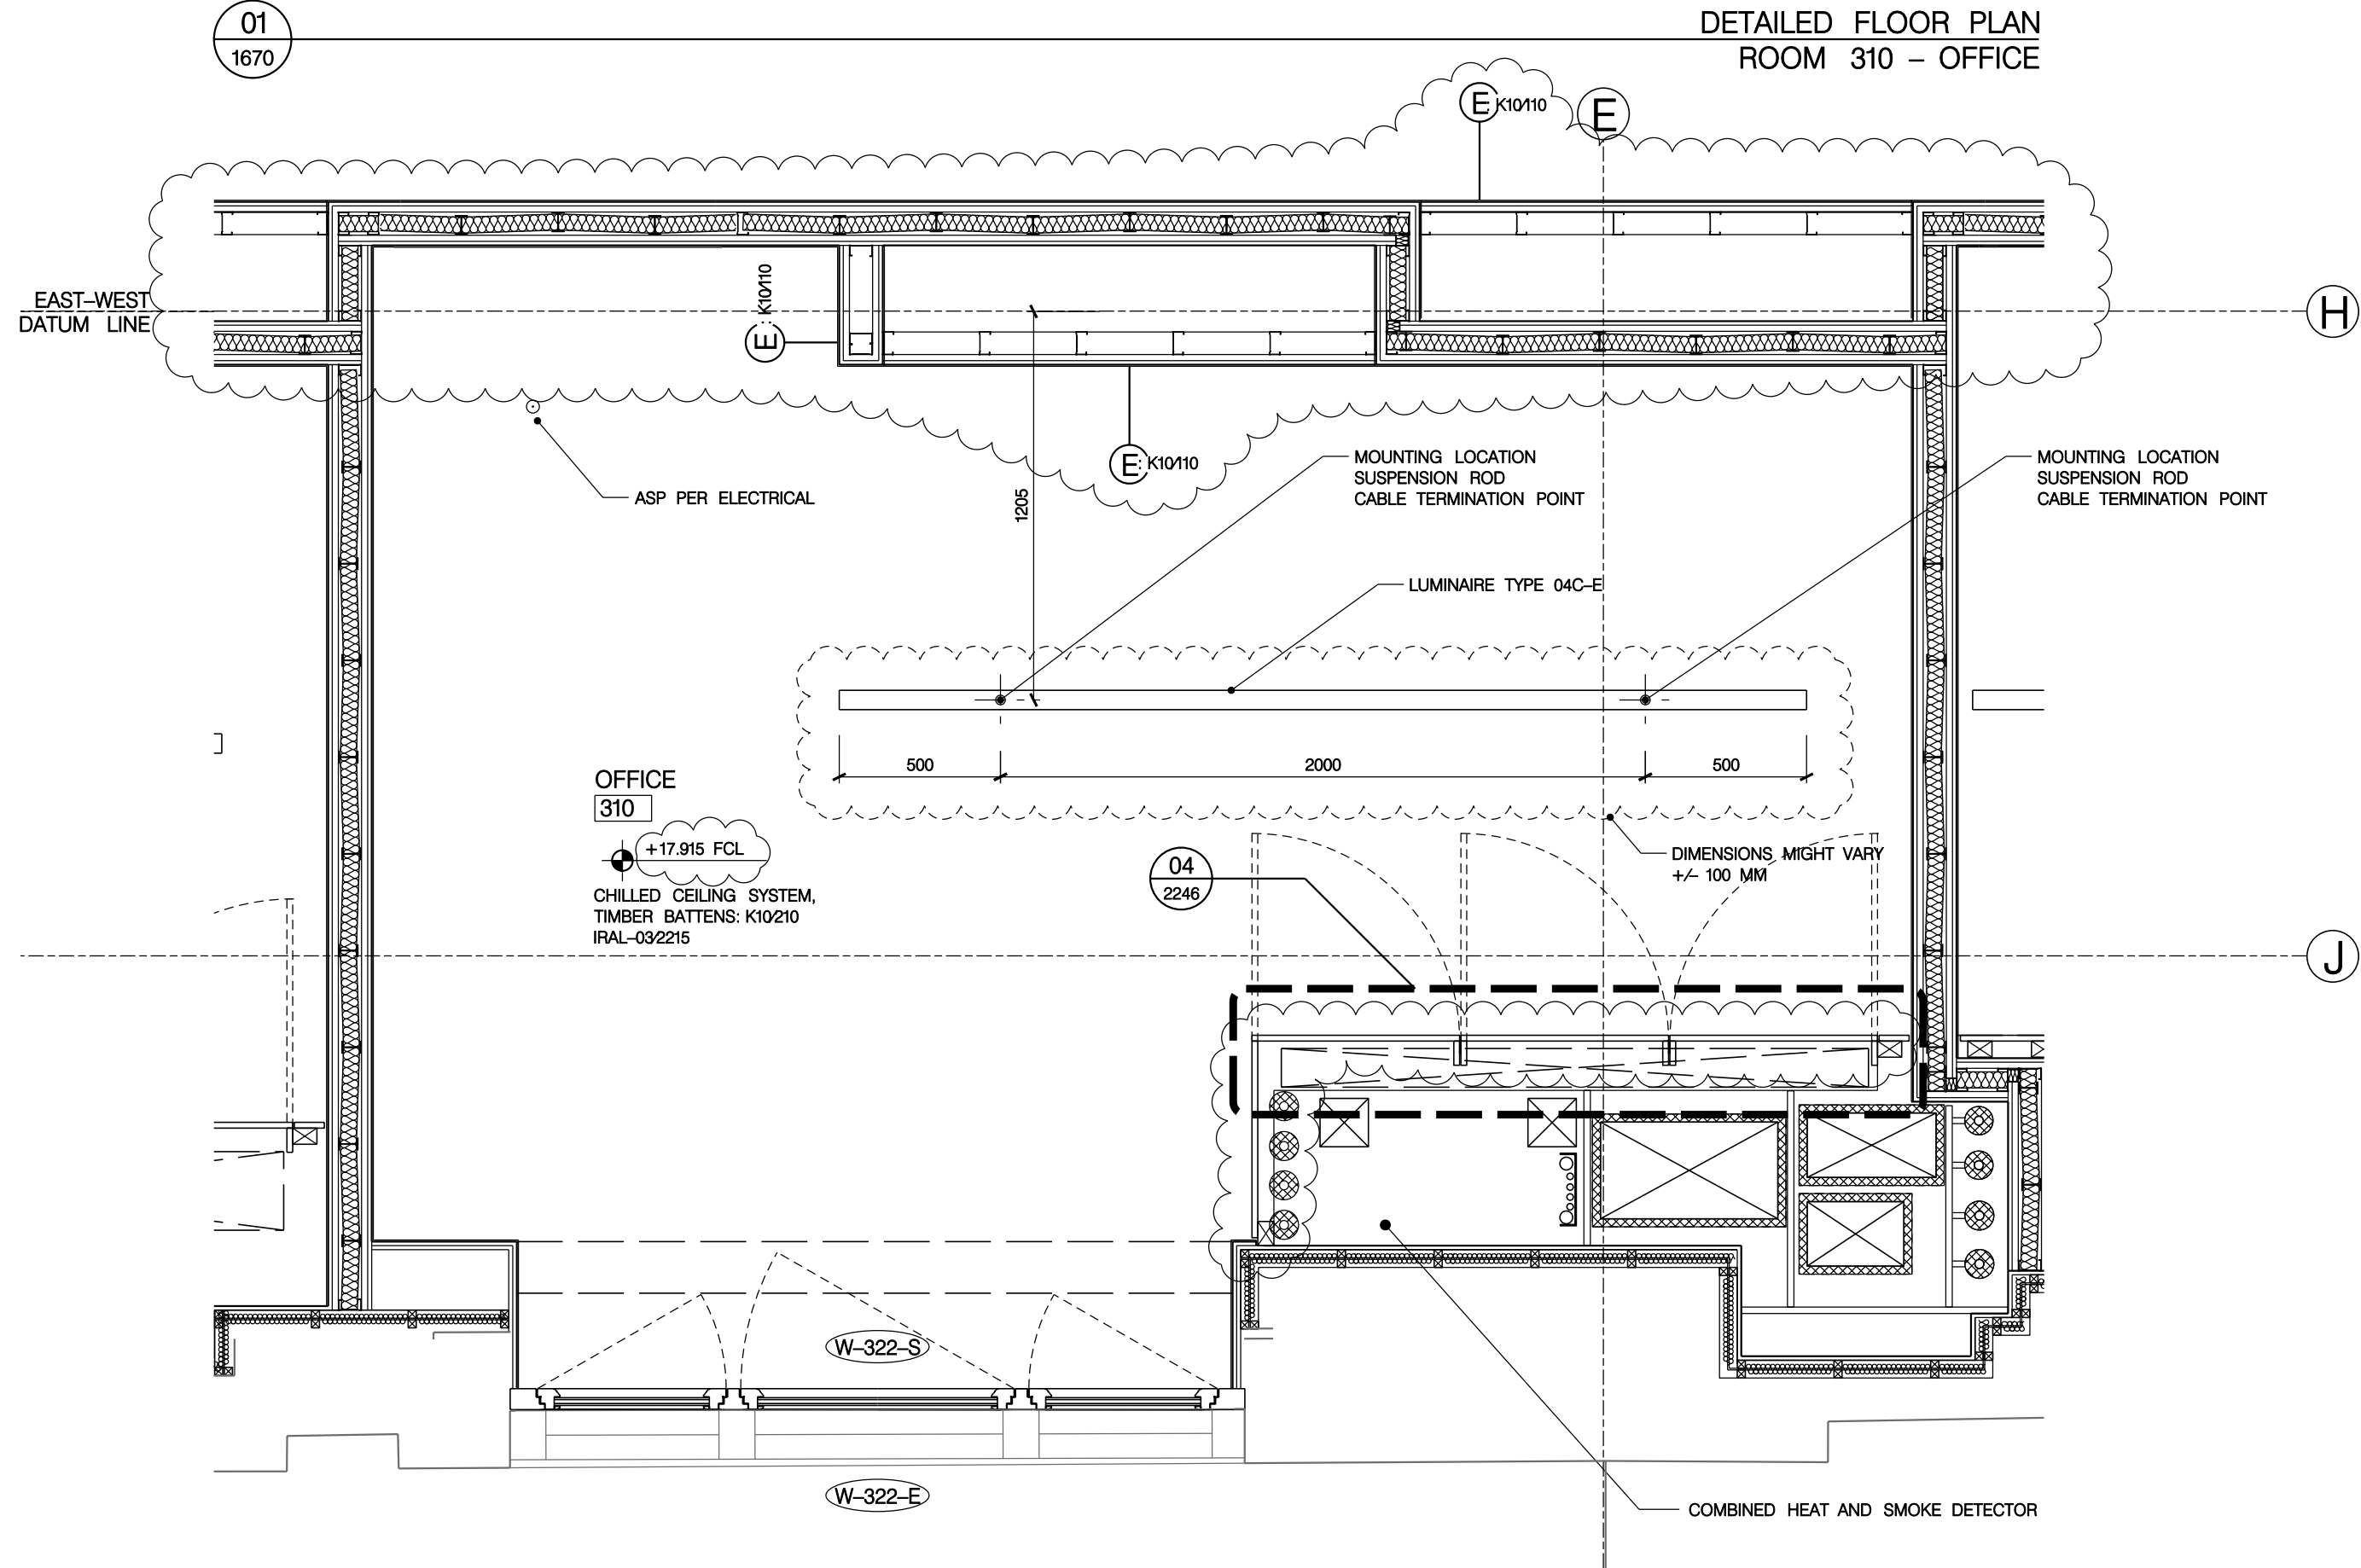 01
1670
DETAILED FLOOR PLAN
ROOM 310 – OFFICE
E: K10/110
E
EAST–WEST
DATUM LINE
E: K10/110
H
E: K10/110
1205
MOUNTING LOCATION
SUSPENSION ROD
CABLE TERMINATION POINT
MOUNTING LOCATION
SUSPENSION ROD
CABLE TERMINATION POINT
ASP PER ELECTRICAL
LUMINAIRE TYPE 04C–E
500
2000
500
OFFICE
310
+17.915 FCL
CHILLED CEILING SYSTEM,
TIMBER BATTENS: K10/210
IRAL–03/2215
04
2246
DIMENSIONS MIGHT VARY
+/– 100 MM
J
W–322–S
W–322–E
COMBINED HEAT AND SMOKE DETECTOR